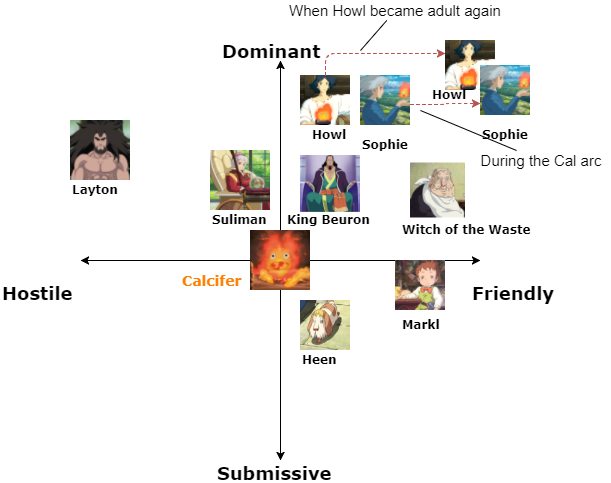 When Howl became adult again
Dominant
Howl
Howl
Sophie
Sophie
During the Cal arc
Layton
Suliman
King Beuron
Witch of the Waste
Calcifer
Hostile
Friendly
Markl
Heen
Submissive